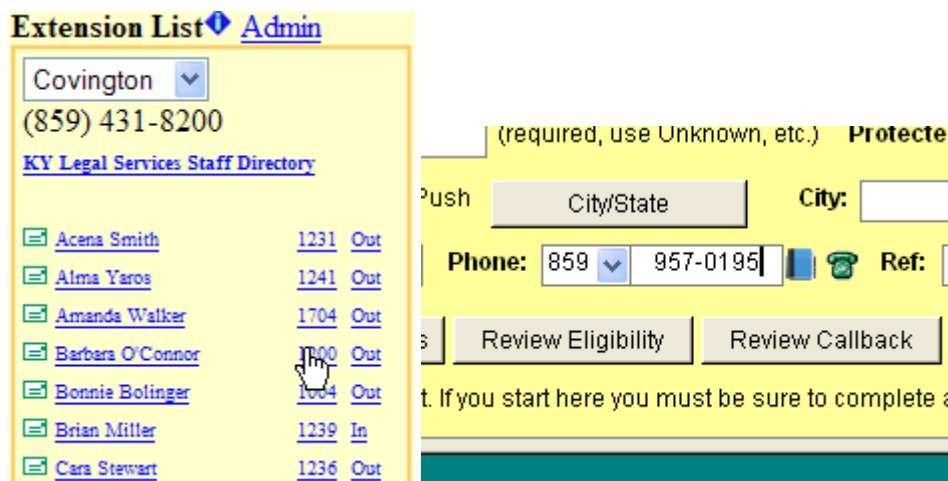 Extension List Admin
Covington
(859) 431-8200
KY Legal Services Staff Directory
Acena Smith 1231 Out
Alma Yaros 1241 Out
Amanda Walker 1704 Out
Barbara O'Connor Out
Bonnie Bolinger Out
Brian Miller 1239 In
Cara Stewart 1236 Out
(required, use Unknown, etc.) Protecte
Push City/State City:
Phone: 859 957-0195 Ref:
s Review Eligibility Review Callback
t. If you start here you must be sure to complete a